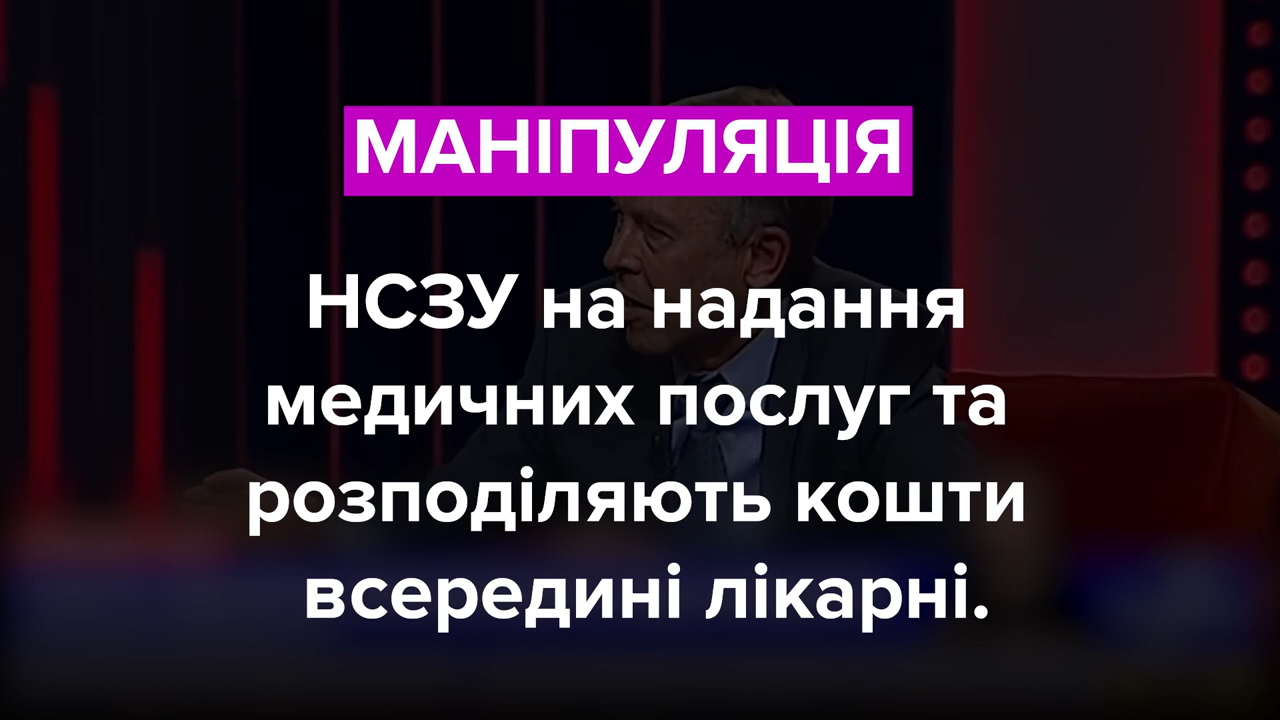 МАНІПУЛЯЦІЯ
НСЗУ на надання
медичних послуг та
розподіляють кошти
всередині лікарні.